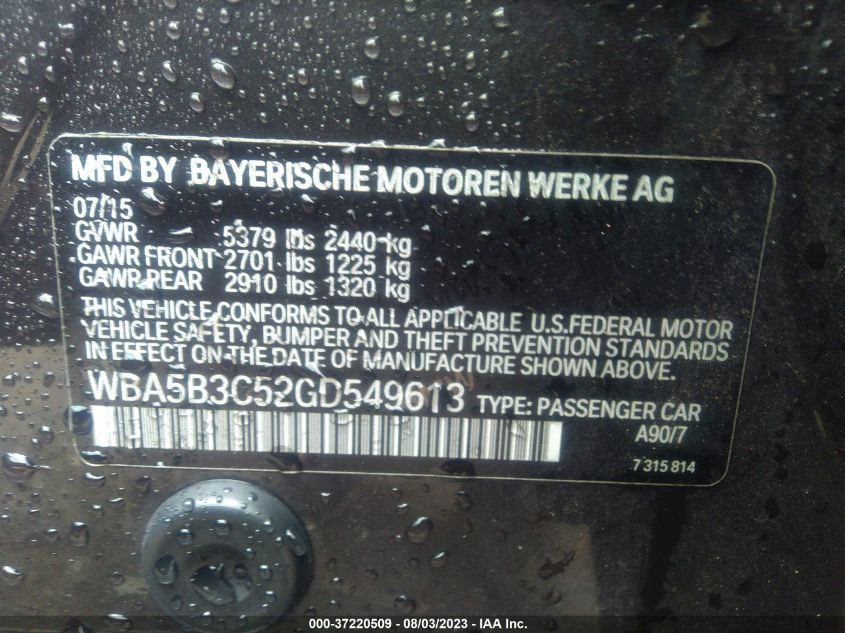 MFD BY BAYERISCHE MOTOREN WERKE AG
07/15
GVWR 5379 lbs 2440 kg
GAWR FRONT 2701 lbs 1225 kg
GAWR REAR 2910 lbs 1320 kg
THIS VEHICLE CONFORMS TO ALL APPLICABLE U.S.FEDERAL MOTOR
VEHICLE SAFETY, BUMPER AND THEFT PREVENTION STANDARDS
IN EFFECT ON THE DATE OF MANUFACTURE SHOWN ABOVE.
WBA5B3C52GD549613 TYPE: PASSENGER CAR
A90/7
7 315 814
000-37220509 - 08/03/2023 - IAA Inc.